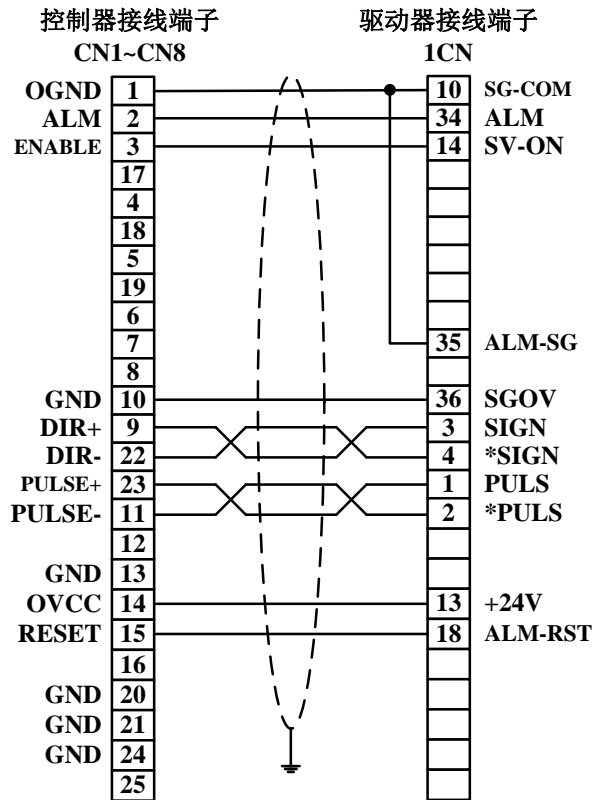 控制器接线端子 驱动器接线端子
CN1~CN8 1CN
OGND 1 10 SG-COM
ALM 2 34 ALM
ENABLE 3 14 SV-ON
17
4
18
5
19
6
7 35 ALM-SG
8
GND 10 36 SGOV
DIR+ 9 3 SIGN
DIR- 22 4 *SIGN
PULSE+ 23 1 PULS
PULSE- 11 2 *PULS
12
GND 13
OVCC 14 13 +24V
RESET 15 18 ALM-RST
16
GND 20
GND 21
GND 24
25